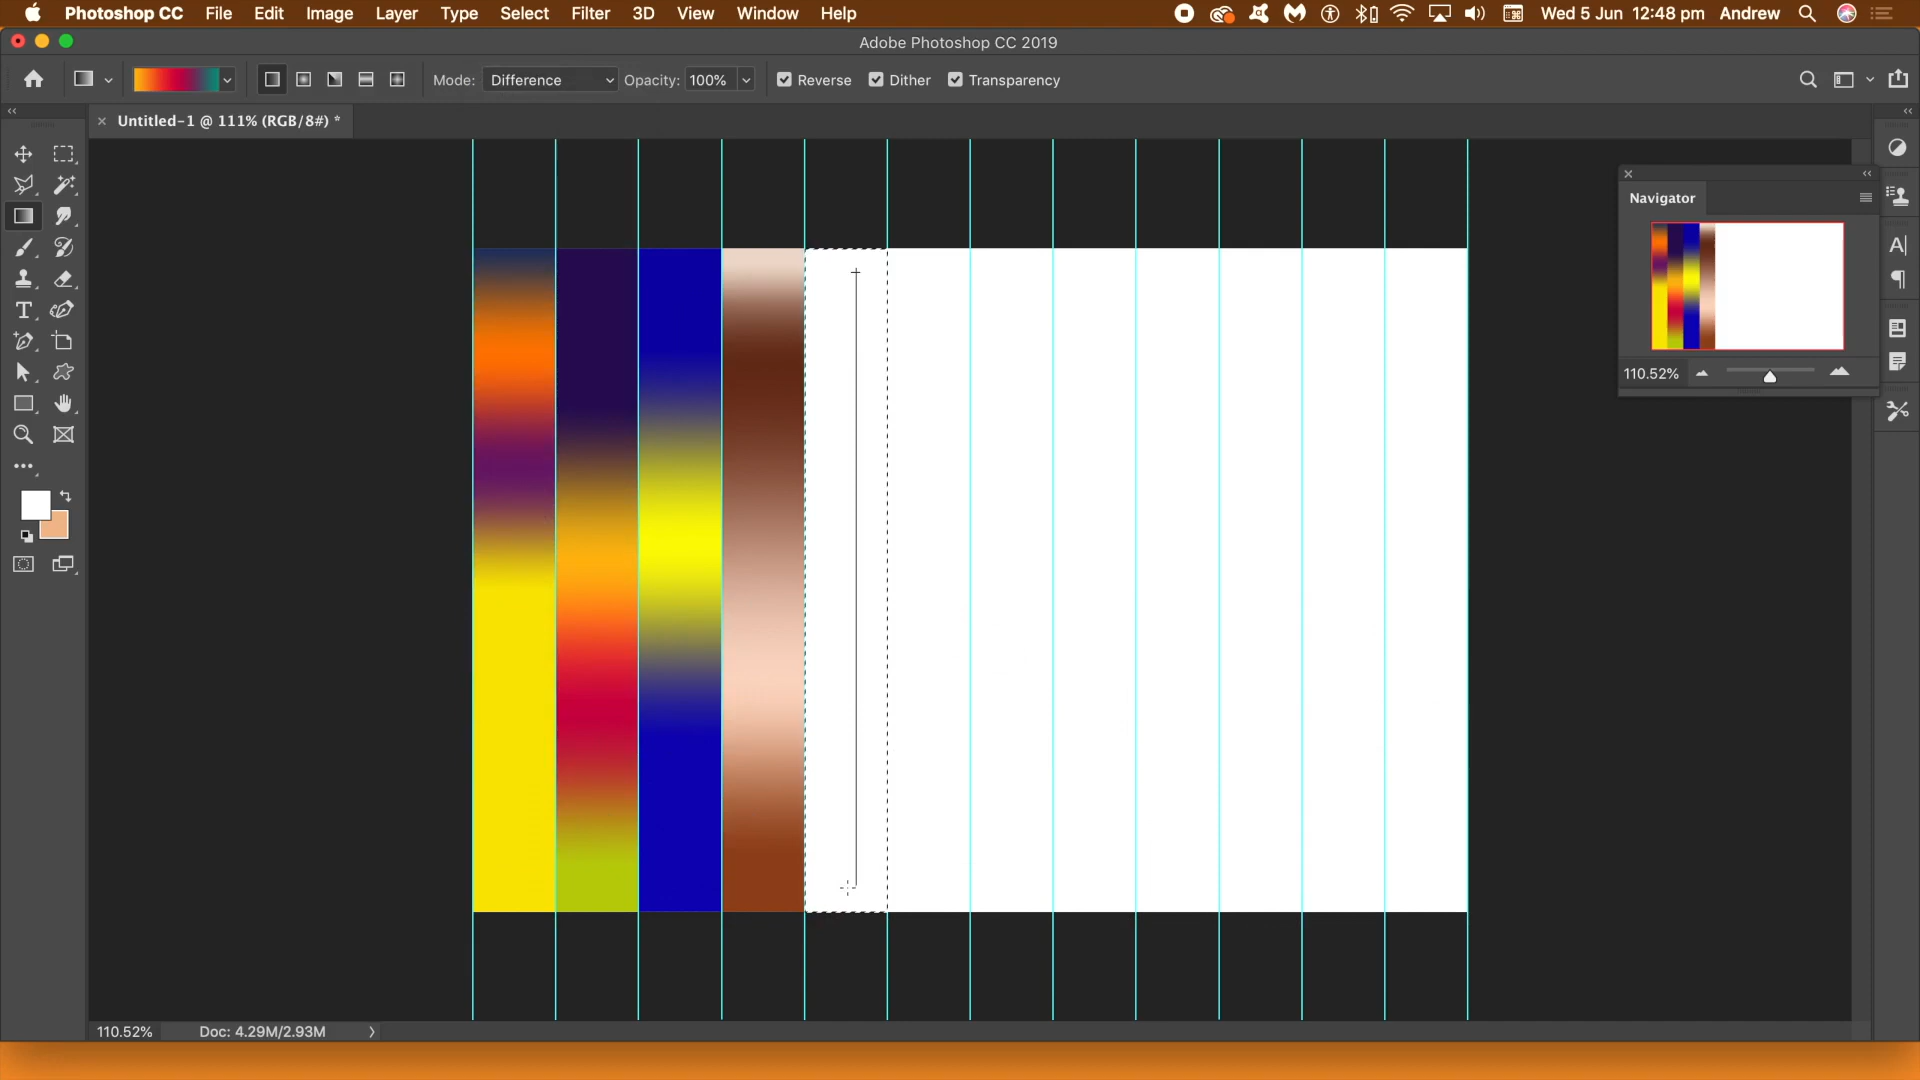 Photoshop CC File Edit Image Layer Type Select Filter 3D View Window Help Wed 5 Jun 12:48 pm Andrew
Adobe Photoshop CC 2019
Mode: Difference Opacity: 100% Reverse Dither Transparency
Untitled-1 @ 111% (RGB/8#) *
Navigator
110.52%
110.52% Doc: 4.29M/2.93M